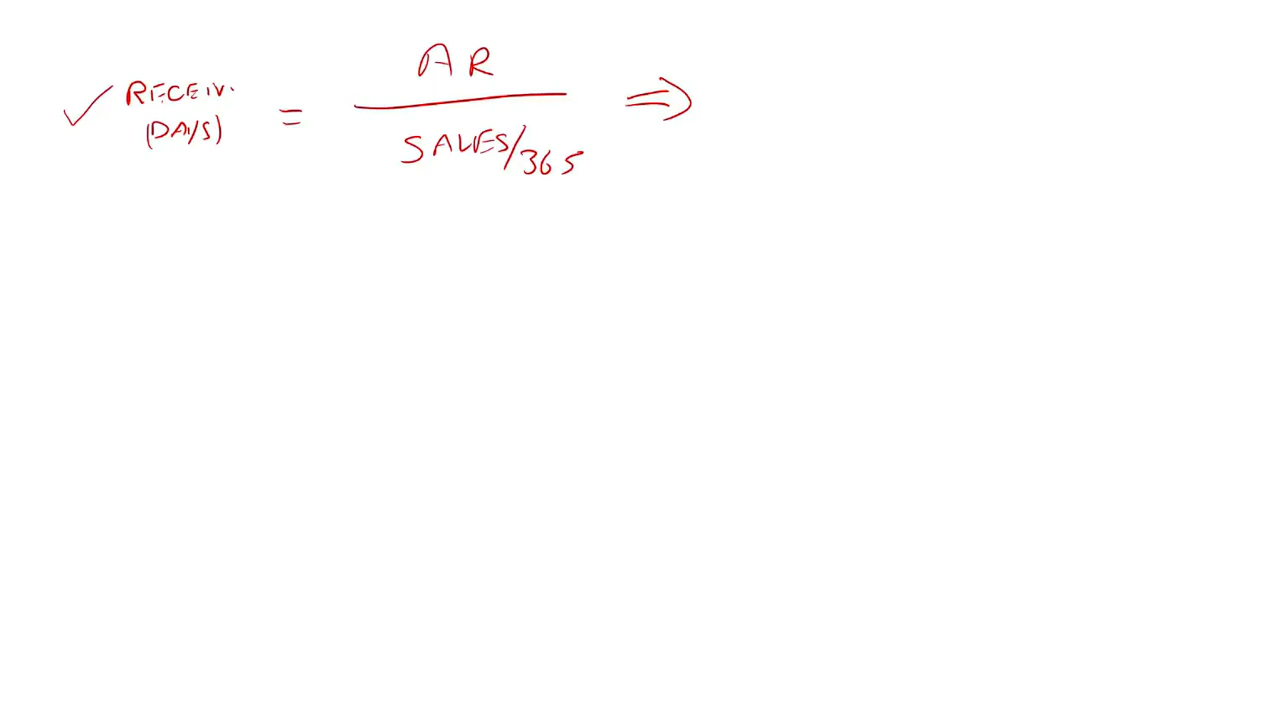 ✓ RECEIV. (DAYS) = AR ⇒
SALES/365